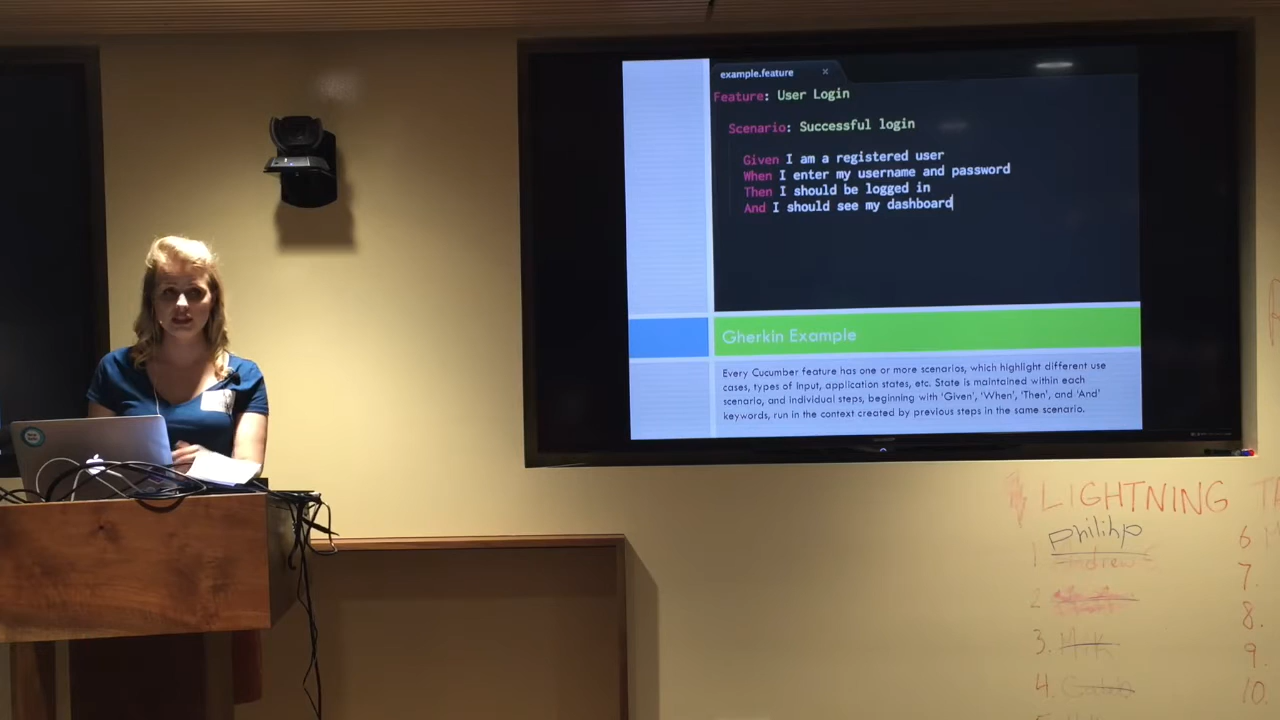 example.feature
Feature: User Login
Scenario: Successful login
Given I am a registered user
When I enter my username and password
Then I should be logged in
And I should see my dashboard
Gherkin Example
Every Cucumber feature has one or more scenarios, which highlight different use
cases, types of input, application states, etc. State is maintained within each
scenario, and individual steps, beginning with 'Given', 'When', 'Then', and 'And'
keywords, run in the context created by previous steps in the same scenario.
LIGHTNING
Philihp
1.
2
3.
4.
6
7.
8.
9.
10.